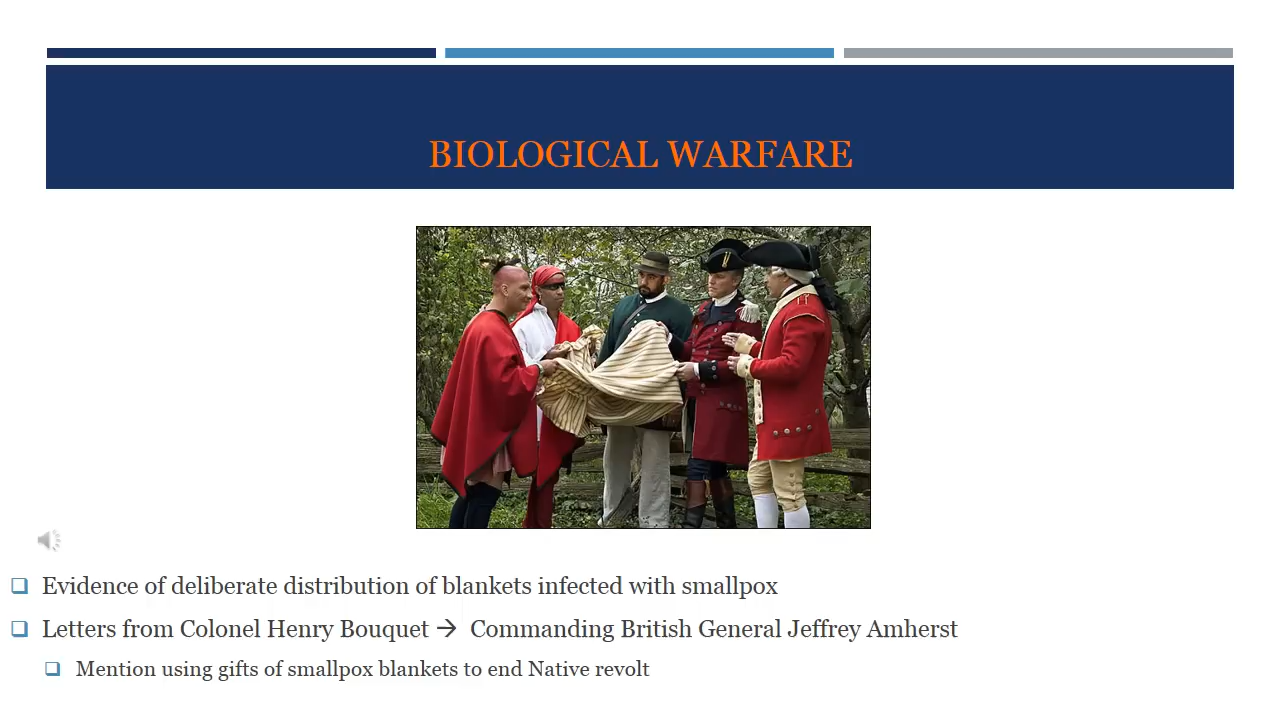 BIOLOGICAL WARFARE
Evidence of deliberate distribution of blankets infected with smallpox
Letters from Colonel Henry Bouquet → Commanding British General Jeffrey Amherst
Mention using gifts of smallpox blankets to end Native revolt